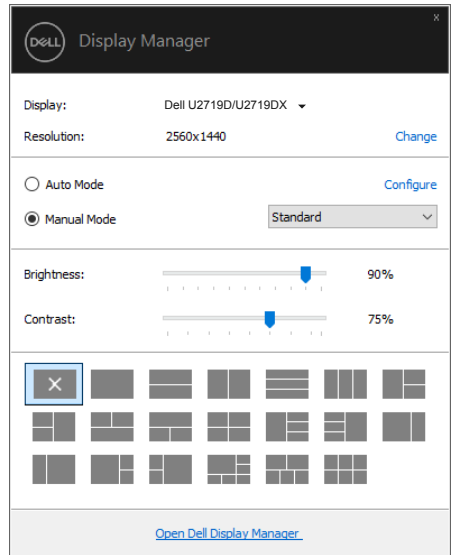 x
DELL Display Manager
Display: Dell U2719D/U2719DX
Resolution: 2560x1440 Change
Auto Mode Configure
Manual Mode Standard
Brightness: 90%
Contrast: 75%
Open Dell Display Manager